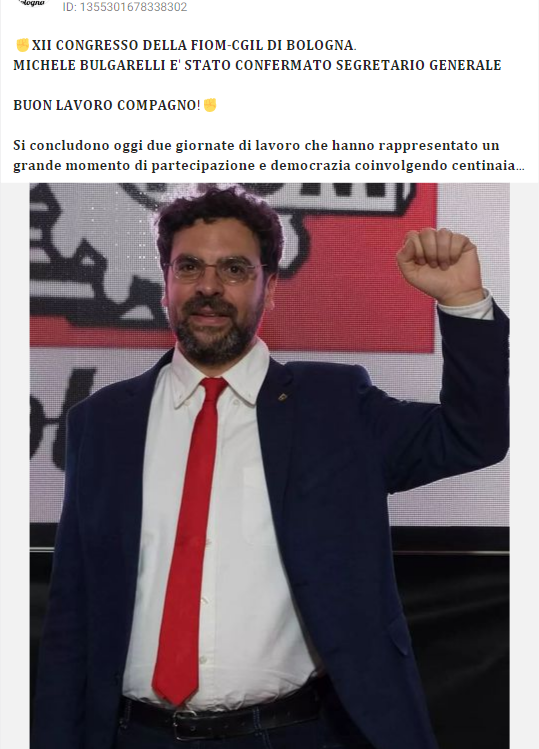 ologna
ID: 1355301678338302
✊XII CONGRESSO DELLA FIOM-CGIL DI BOLOGNA.
MICHELE BULGARELLI E' STATO CONFERMATO SEGRETARIO GENERALE
BUON LAVORO COMPAGNO!✊
Si concludono oggi due giornate di lavoro che hanno rappresentato un
grande momento di partecipazione e democrazia coinvolgendo centinaia...